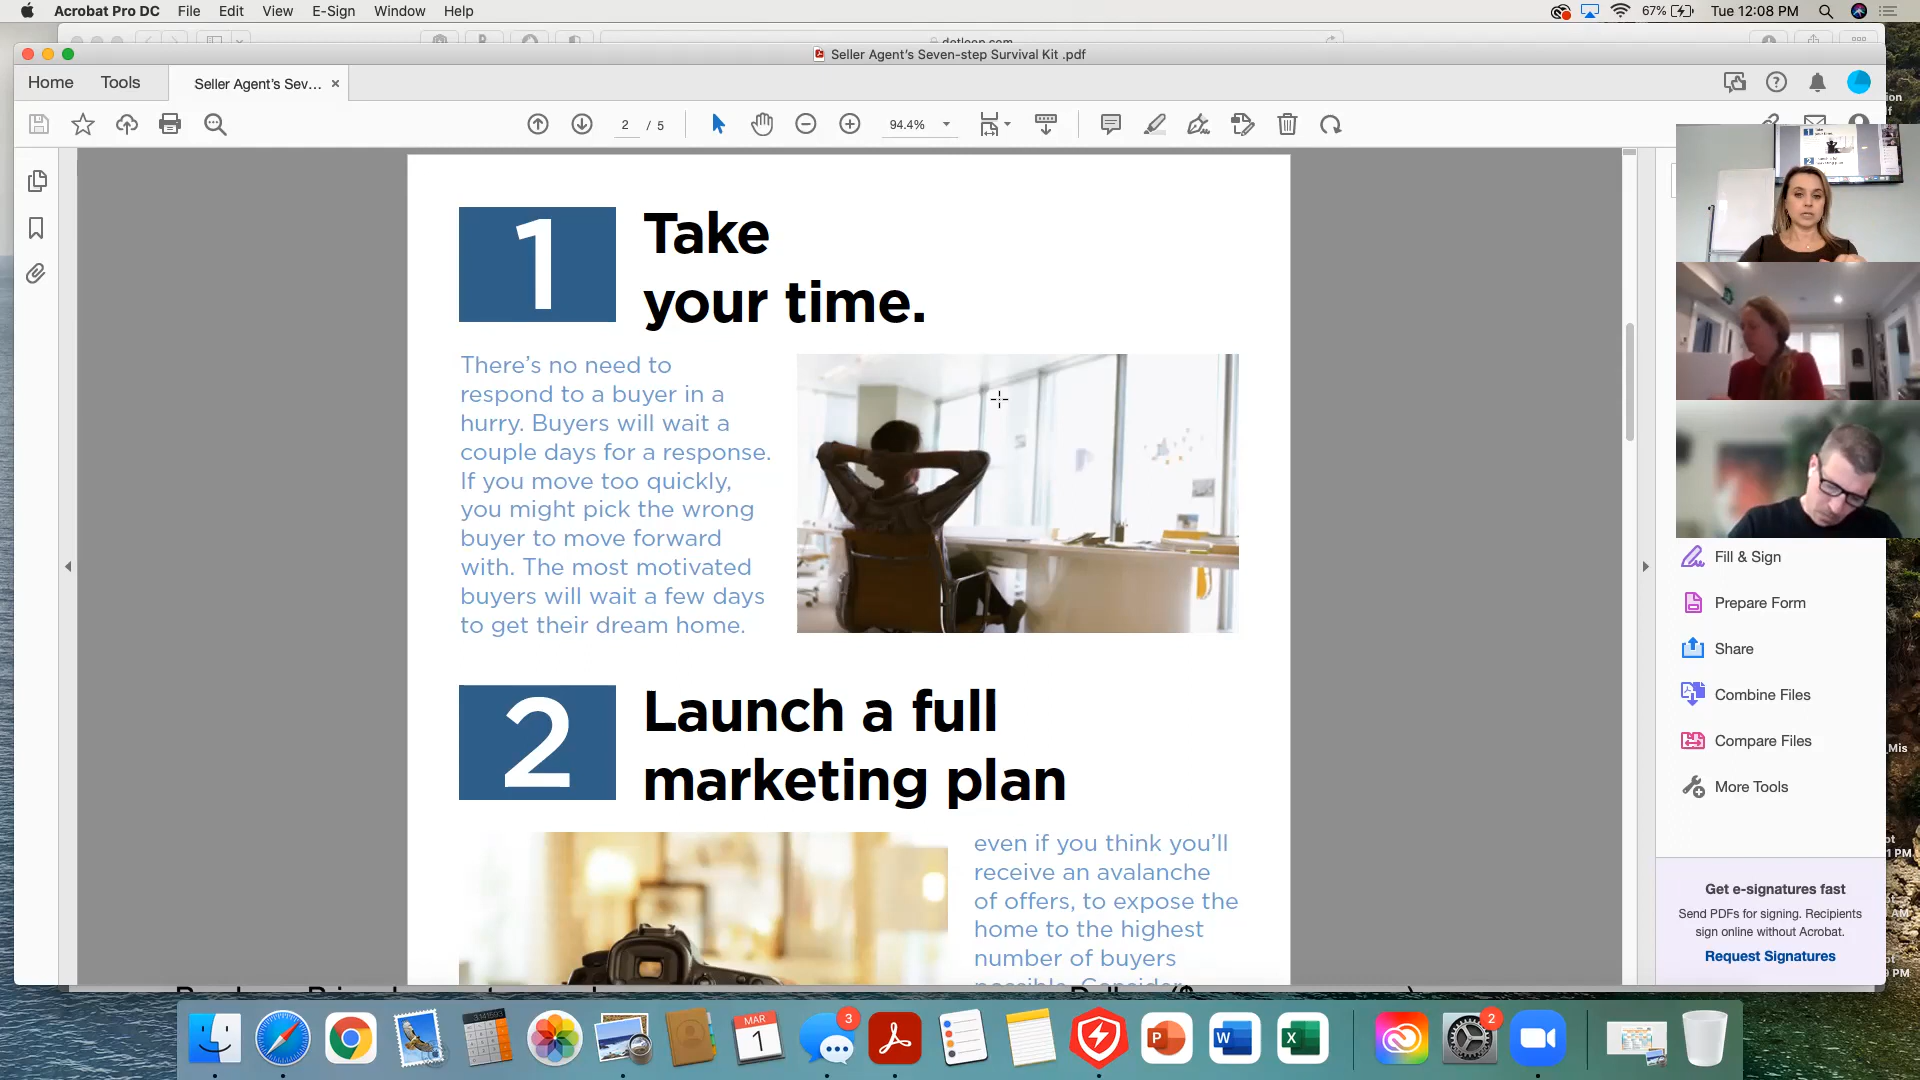 Acrobat Pro DC File Edit View E-Sign Window Help
67% Tue 12:08 PM
dotloop.com
Seller Agent's Seven-step Survival Kit .pdf
Home Tools Seller Agent's Sev... ×
2 / 5 94.4%
1
Take
your time.
There's no need to
respond to a buyer in a
hurry. Buyers will wait a
couple days for a response.
If you move too quickly,
you might pick the wrong
buyer to move forward
with. The most motivated
buyers will wait a few days
to get their dream home.
2
Launch a full
marketing plan
even if you think you'll
receive an avalanche
of offers, to expose the
home to the highest
number of buyers
possible. Consider
Fill & Sign
Prepare Form
Share
Combine Files
Compare Files
More Tools
Get e-signatures fast
Send PDFs for signing. Recipients
sign online without Acrobat.
Request Signatures
MAR
1
3
2